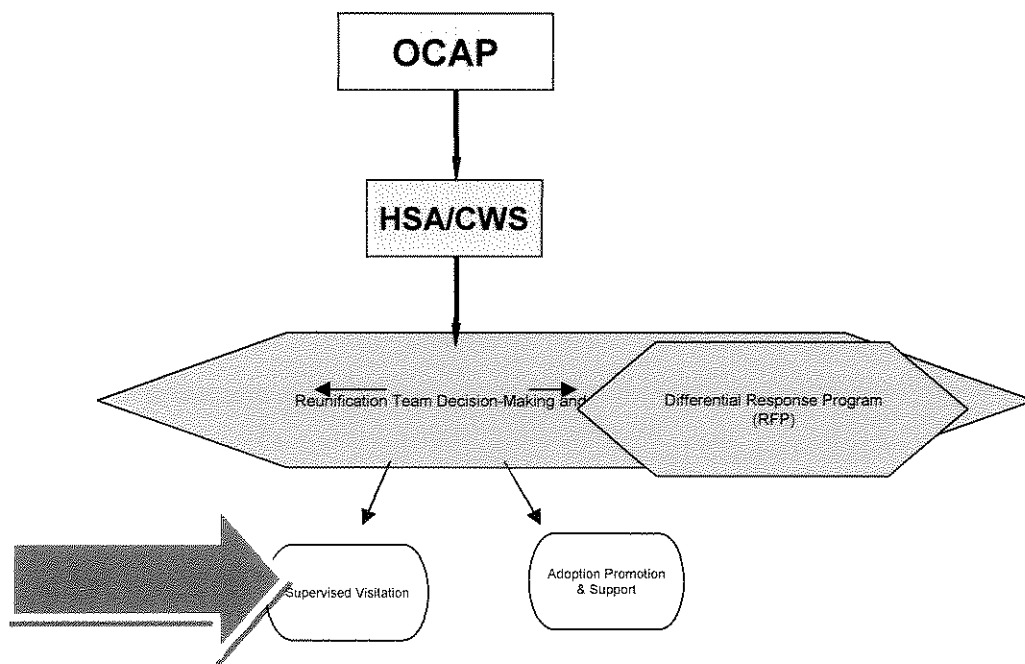 OCAP
HSA/CWS
Reunification Team Decision-Making and
Differential Response Program
(RFP)
Supervised Visitation
Adoption Promotion
& Support